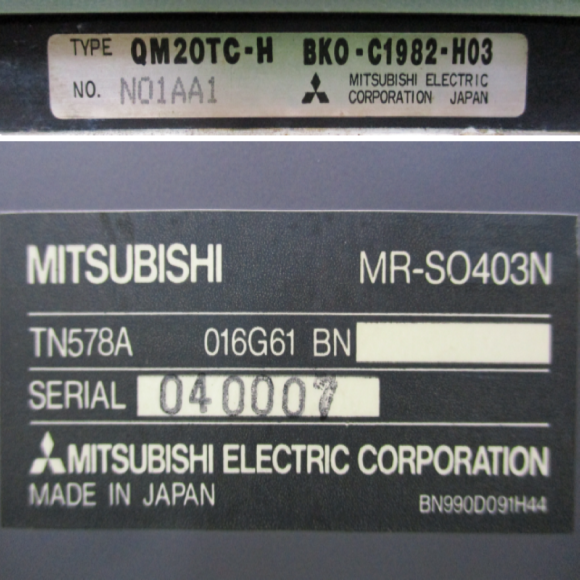 TYPE QM20TC-H BKO-C1982-H03
NO. N01AA1 MITSUBISHI ELECTRIC
CORPORATION JAPAN
MITSUBISHI MR-SO403N
TN578A 016G61 BN
SERIAL 040007
MITSUBISHI ELECTRIC CORPORATION
MADE IN JAPAN BN990D091H44